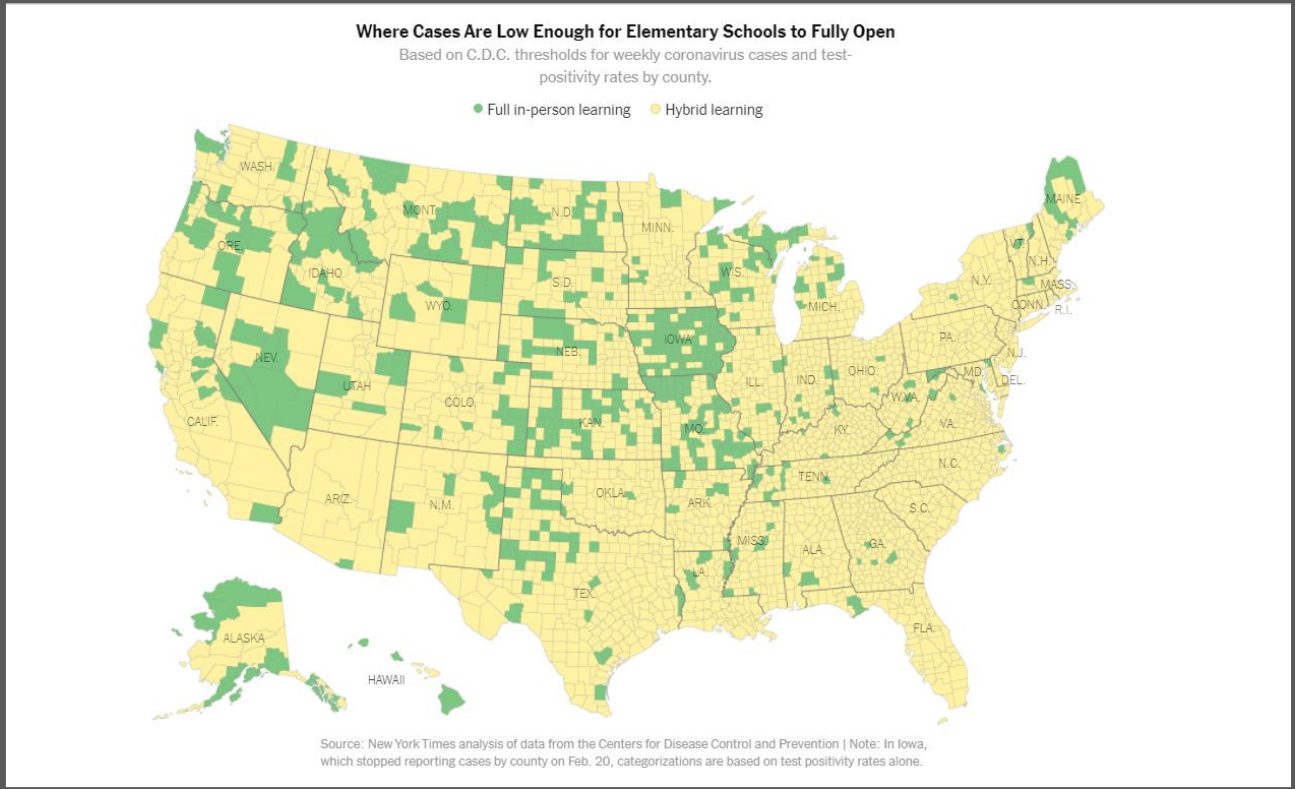 Where Cases Are Low Enough for Elementary Schools to Fully Open
Based on C.D.C. thresholds for weekly coronavirus cases and test-
positivity rates by county.
Full in-person learning Hybrid learning
WASH.
MONT.
N.D.
MINN.
MAINE
ORE.
IDAHO
WYO.
S.D.
WIS.
MICH.
N.Y.
VT.
N.H.
MASS.
CONN.
R.I.
NEV.
UTAH
COLO.
NEB.
IOWA
ILL.
IND.
OHIO
PA.
N.J.
MD.
DEL.
CALIF.
KAN.
MO.
KY.
W.VA.
VA.
ARIZ.
N.M.
OKLA.
ARK.
TENN.
N.C.
S.C.
TEX.
LA.
MISS.
ALA.
GA.
FLA.
ALASKA
HAWAII
Source: New York Times analysis of data from the Centers for Disease Control and Prevention | Note: In Iowa,
which stopped reporting cases by county on Feb. 20, categorizations are based on test positivity rates alone.